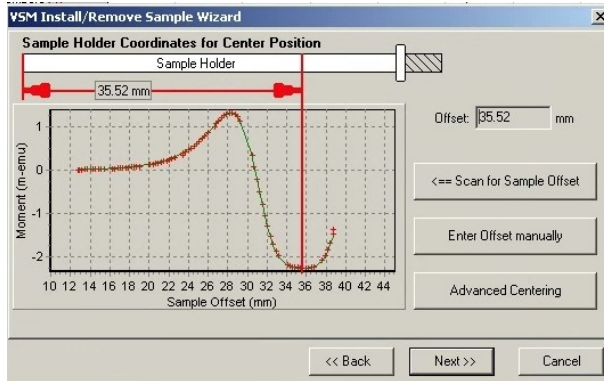 VSM Install/Remove Sample Wizard
Sample Holder Coordinates for Center Position
Sample Holder
35.52 mm
Offset: 35.52 mm
<== Scan for Sample Offset
Enter Offset manually
Advanced Centering
Moment (m-emu)
1
0
-1
-2
10 12 14 16 18 20 22 24 26 28 30 32 34 36 38 40 42 44
Sample Offset (mm)
<< Back
Next >>
Cancel